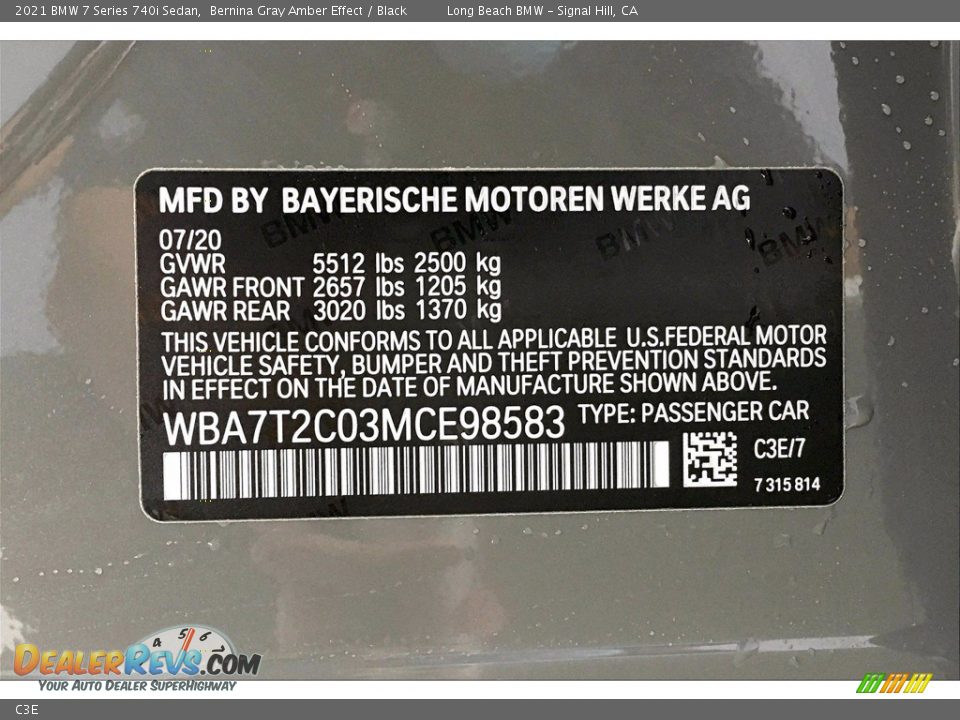 2021 BMW 7 Series 740i Sedan, Bernina Gray Amber Effect / Black Long Beach BMW - Signal Hill, CA
MFD BY BAYERISCHE MOTOREN WERKE AG
07/20
GVWR 5512 lbs 2500 kg
GAWR FRONT 2657 lbs 1205 kg
GAWR REAR 3020 lbs 1370 kg
THIS VEHICLE CONFORMS TO ALL APPLICABLE U.S.FEDERAL MOTOR
VEHICLE SAFETY, BUMPER AND THEFT PREVENTION STANDARDS
IN EFFECT ON THE DATE OF MANUFACTURE SHOWN ABOVE.
WBA7T2C03MCE98583 TYPE: PASSENGER CAR
C3E/7
7 315 814
4 5 6
DEALERREVS.COM
YOUR AUTO DEALER SUPERHIGHWAY
C3E